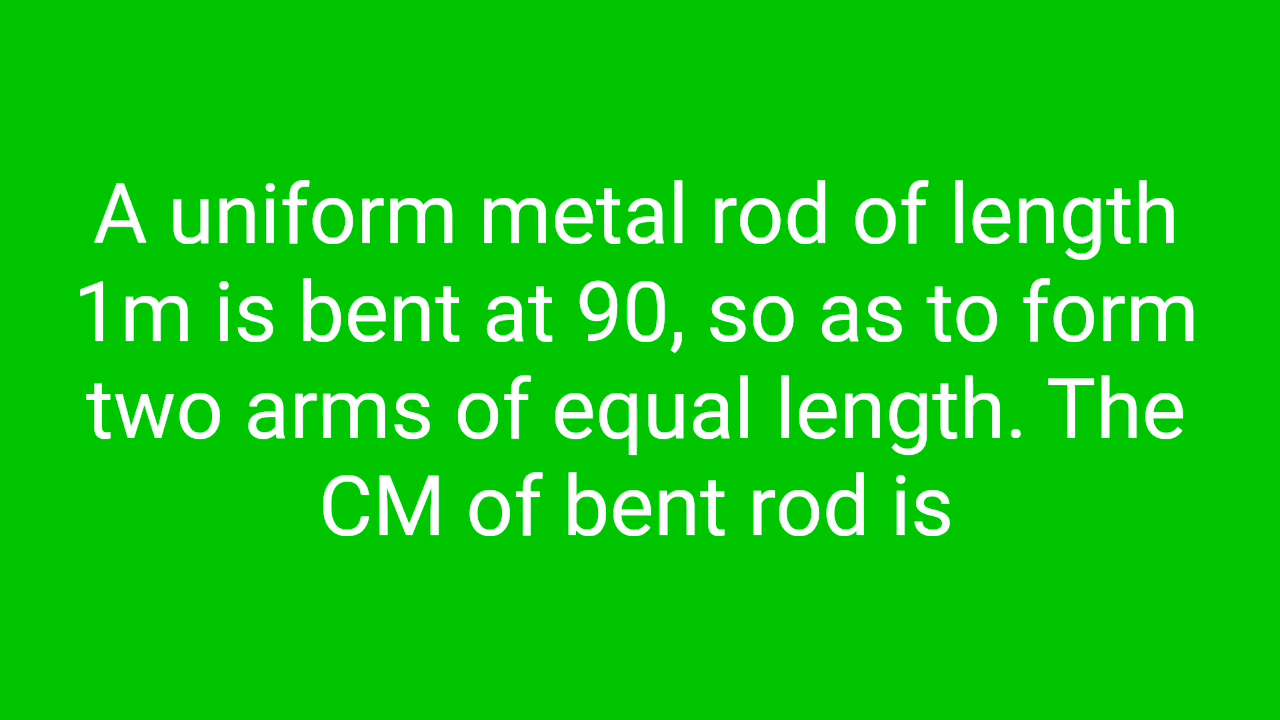 A uniform metal rod of length
1m is bent at 90, so as to form
two arms of equal length. The
CM of bent rod is